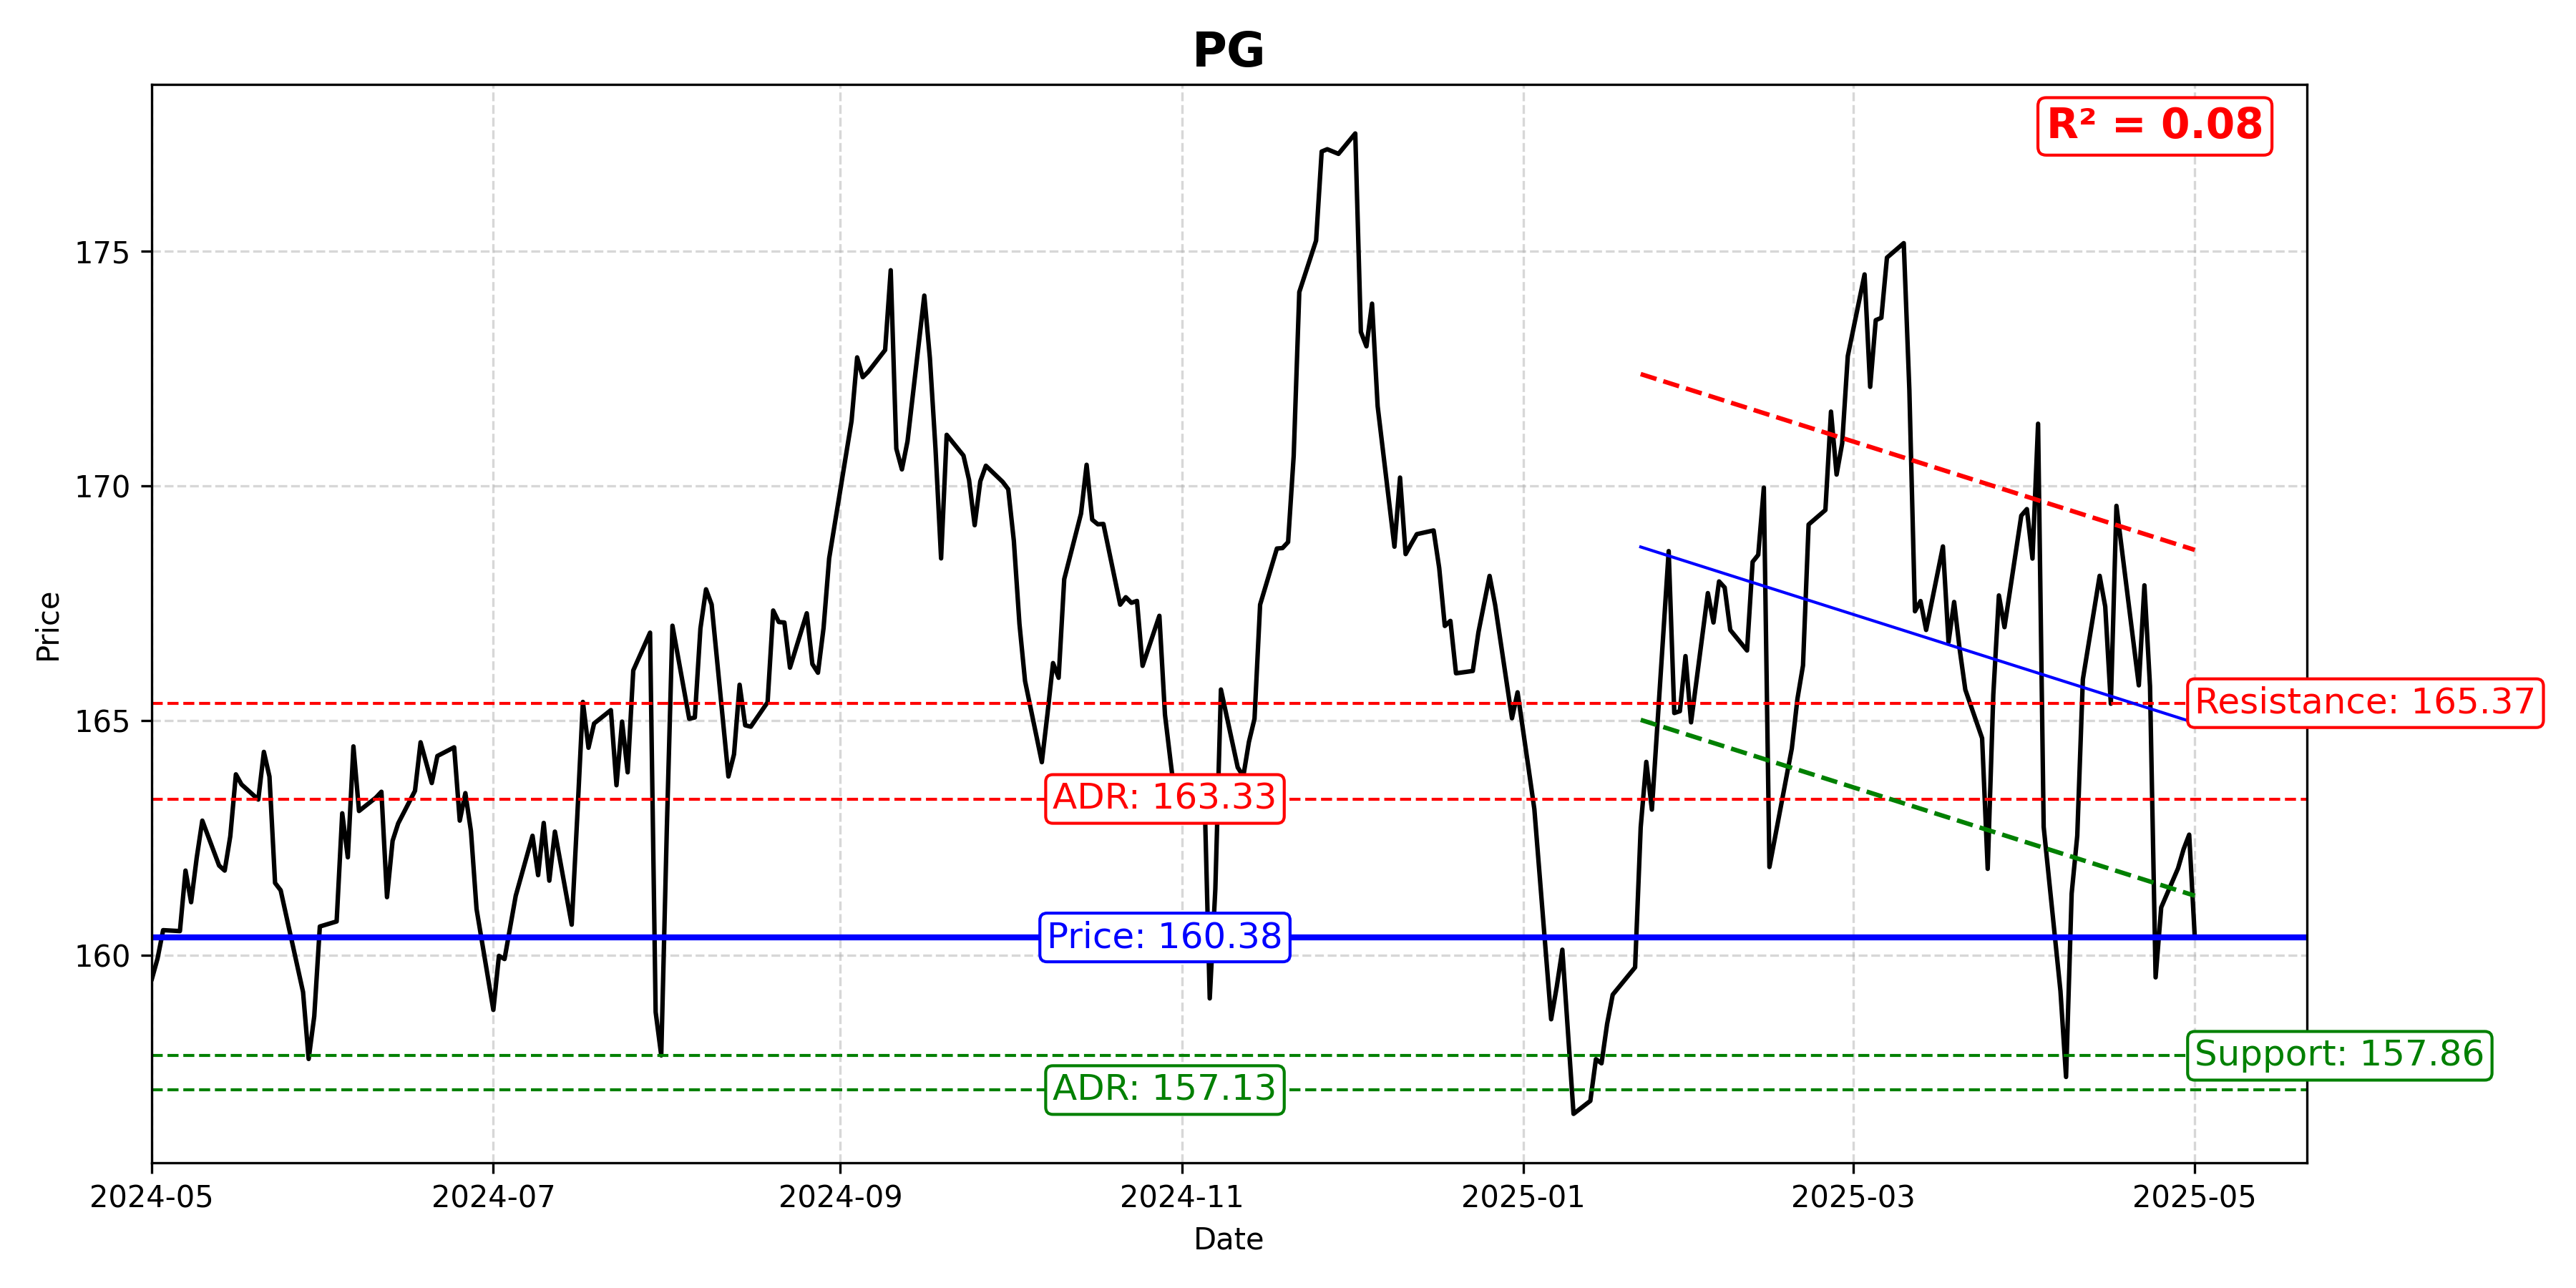 PG
R² = 0.08
175
170
165
160
Price
Resistance: 165.37
ADR: 163.33
Price: 160.38
Support: 157.86
ADR: 157.13
2024-05
2024-07
2024-09
2024-11
2025-01
2025-03
2025-05
Date